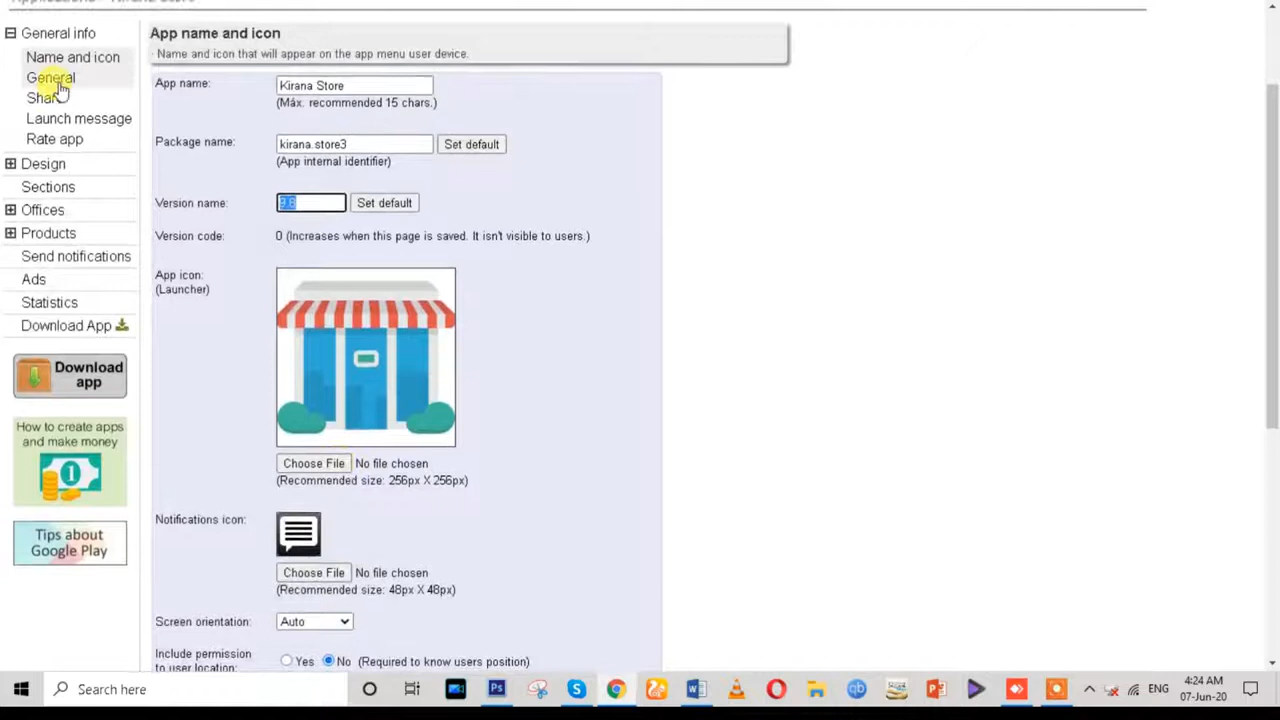 General info
Name and icon
General
Share
Launch message
Rate app
Design
Sections
Offices
Products
Send notifications
Ads
Statistics
Download App
Download
app
How to create apps
and make money
1
Tips about
Google Play
App name and icon
· Name and icon that will appear on the app menu user device.
App name:
Kirana Store
(Máx. recommended 15 chars.)
Package name:
kirana.store3
Set default
(App internal identifier)
Version name:
9.8
Set default
Version code:
0 (Increases when this page is saved. It isn't visible to users.)
App icon:
(Launcher)
Choose File No file chosen
(Recommended size: 256px X 256px)
Notifications icon:
Choose File No file chosen
(Recommended size: 48px X 48px)
Screen orientation:
Auto
Include permission
to user location:
Yes No (Required to know users position)
Search here
ENG
4:24 AM
07-Jun-20